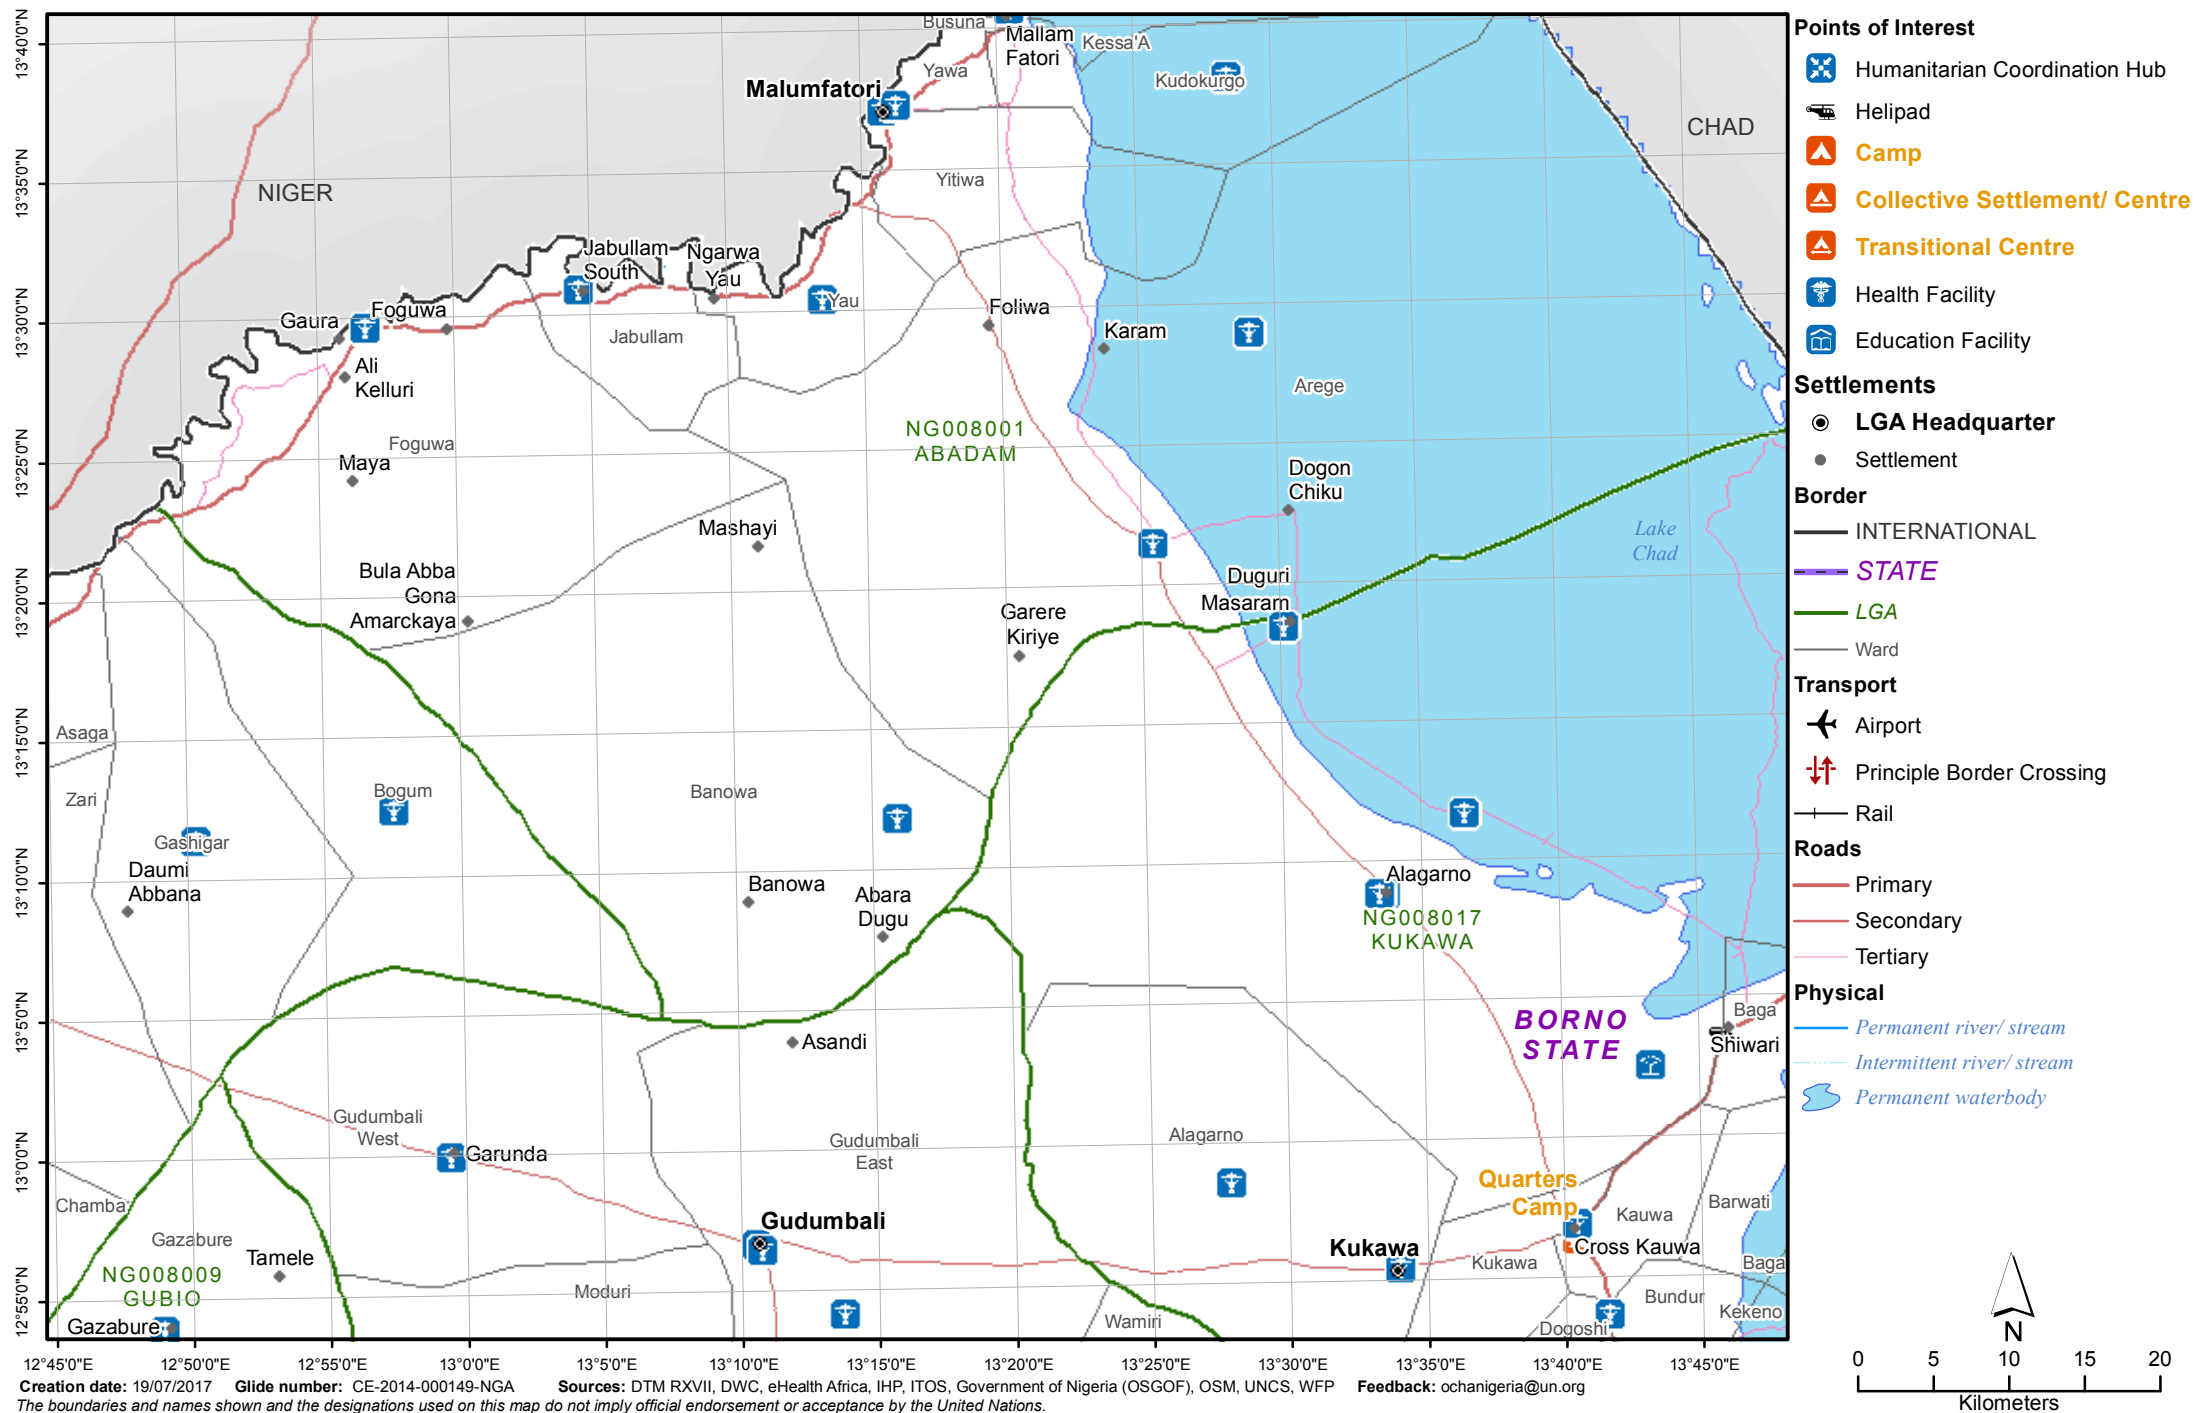 Busuna
Mallam
Fatori
Kessa'A
Yawa
Kudokurgo
Malumfatori
CHAD
NIGER
Yitiwa
Jabullam
South
Ngarwa
Yau
Yau
Gaura
Foguwa
Jabullam
Foliwa
Karam
Ali
Kelluri
Arege
NG008001
ABADAM
Foguwa
Maya
Dogon
Chiku
Mashayi
Lake
Chad
Bula Abba
Gona
Amarckaya
Duguri
Masaram
Garere
Kiriye
Asaga
Zari
Bogum
Banowa
Gashigar
Daumi
Abbana
Banowa
Abara
Dugu
Alagarno
NG008017
KUKAWA
BORNO
STATE
Baga
Shiwari
Asandi
Gudumbali
West
Garunda
Gudumbali
East
Alagarno
Quarters
Camp
Chamba
Barwati
Kauwa
Gazabure
Gudumbali
Tamele
Kukawa
Cross Kauwa
Kukawa
Baga
NG008009
GUBIO
Moduri
Bundur
Kekeno
Wamiri
Dogoshi
Gazabure
13°40'0"N
13°35'0"N
13°30'0"N
13°25'0"N
13°20'0"N
13°15'0"N
13°10'0"N
13°5'0"N
13°0'0"N
12°55'0"N
12°45'0"E
12°50'0"E
12°55'0"E
13°0'0"E
13°5'0"E
13°10'0"E
13°15'0"E
13°20'0"E
13°25'0"E
13°30'0"E
13°35'0"E
13°40'0"E
13°45'0"E
Points of Interest
Humanitarian Coordination Hub
Helipad
Camp
Collective Settlement/ Centre
Transitional Centre
Health Facility
Education Facility
Settlements
LGA Headquarter
Settlement
Border
INTERNATIONAL
STATE
LGA
Ward
Transport
Airport
Principle Border Crossing
Rail
Roads
Primary
Secondary
Tertiary
Physical
Permanent river/ stream
Intermittent river/ stream
Permanent waterbody
N
0 5 10 15 20
Kilometers
Creation date: 19/07/2017 Glide number: CE-2014-000149-NGA Sources: DTM RXVII, DWC, eHealth Africa, IHP, ITOS, Government of Nigeria (OSGOF), OSM, UNCS, WFP Feedback: ochanigeria@un.org
The boundaries and names shown and the designations used on this map do not imply official endorsement or acceptance by the United Nations.